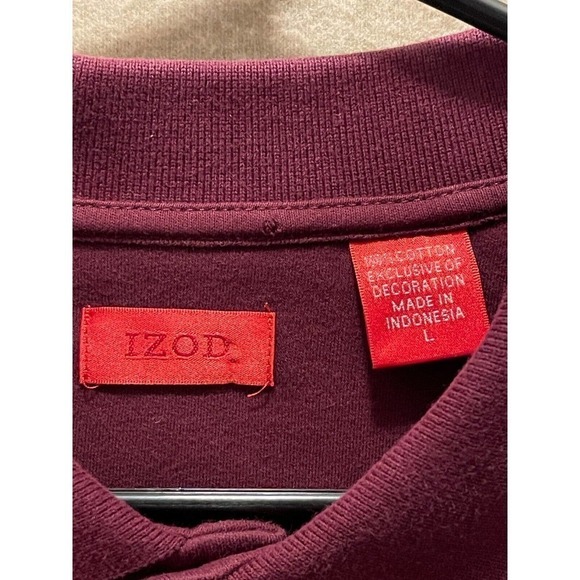 IZOD
100% COTTON
EXCLUSIVE OF
DECORATION
MADE IN
INDONESIA
L